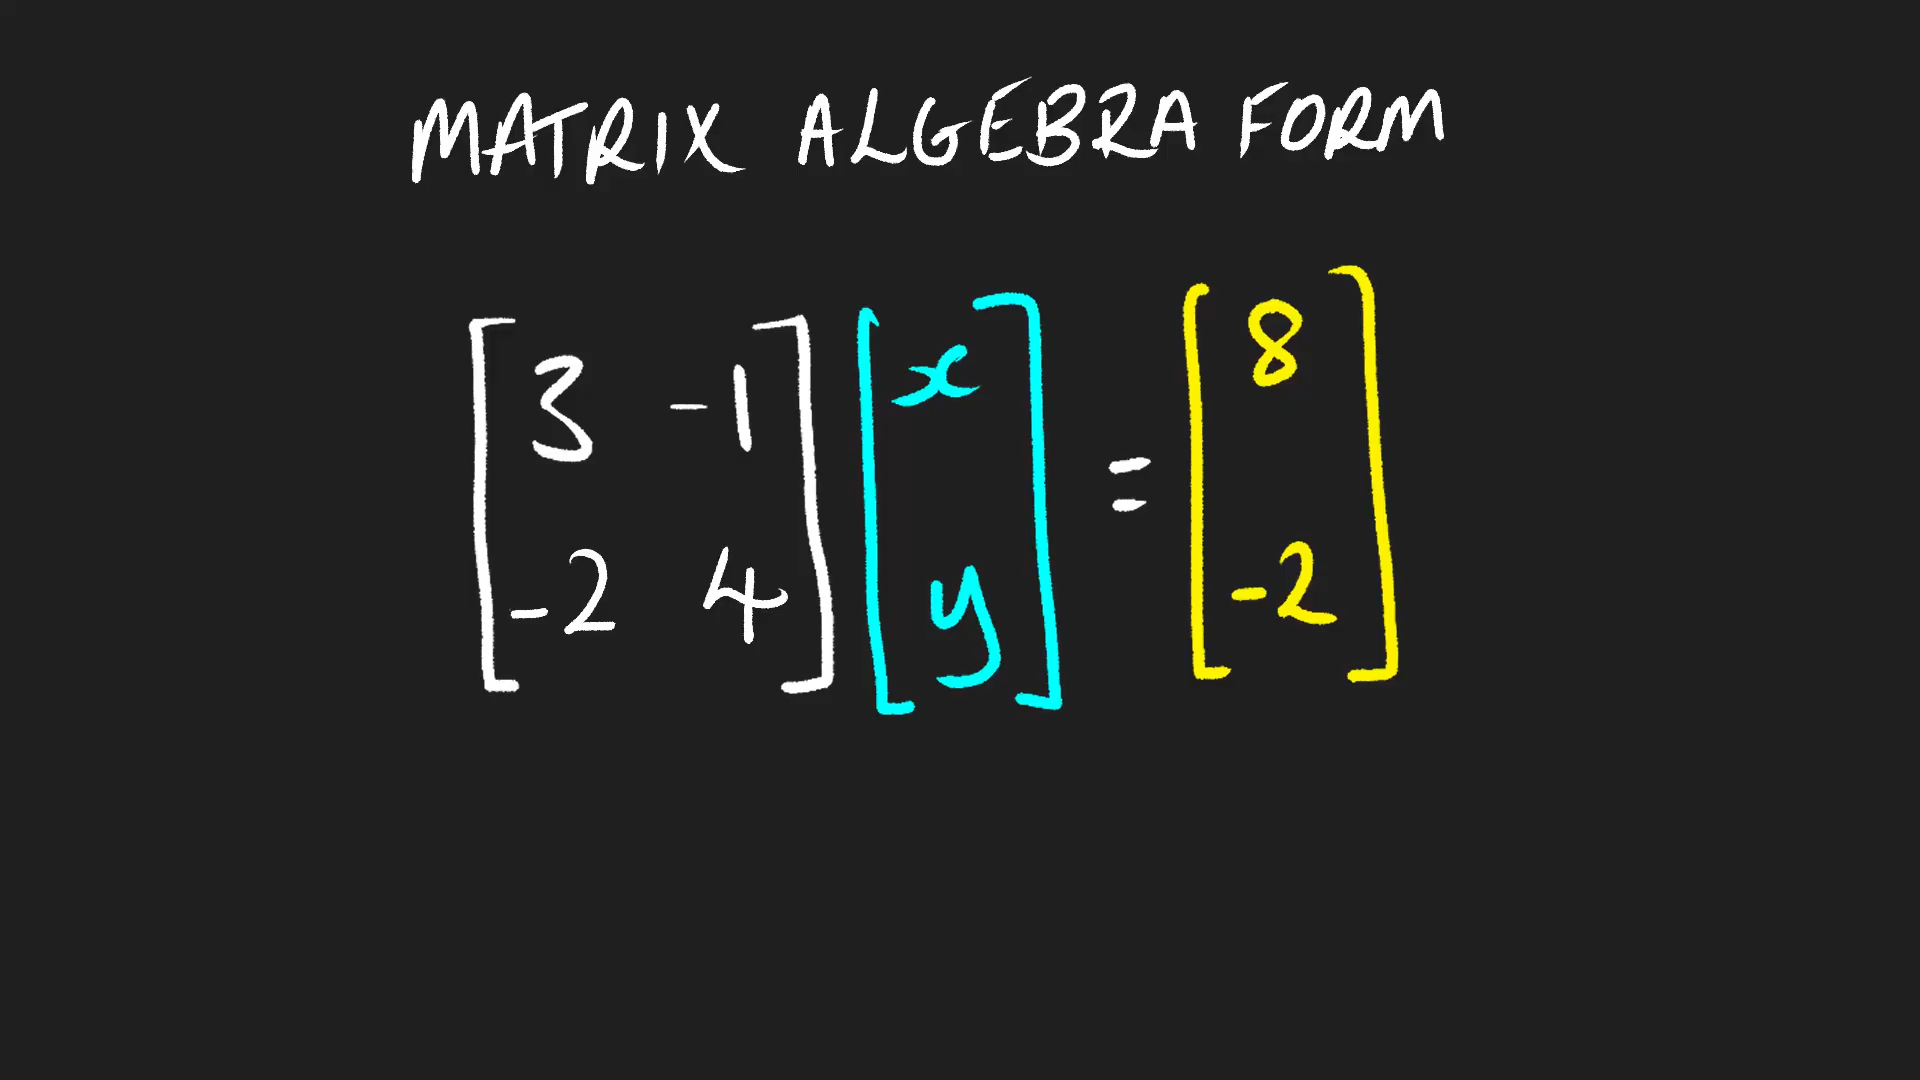 MATRIX ALGEBRA FORM
[3 -1] [x] = [8]
[-2 4] [y] [-2]